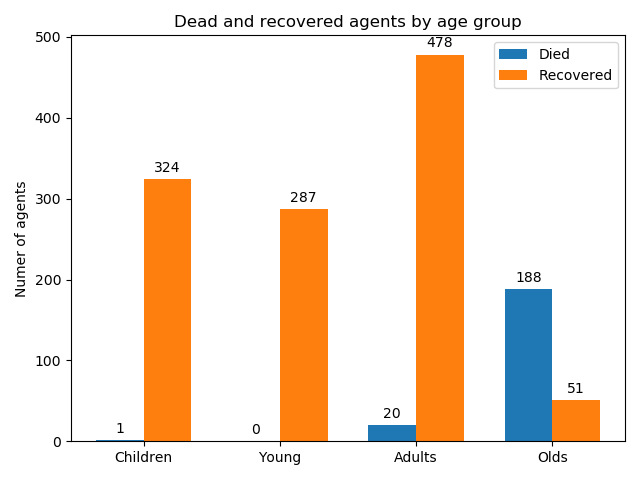 Dead and recovered agents by age group
Numer of agents
500
400
300
200
100
0
Died
Recovered
1
324
0
287
20
478
188
51
Children
Young
Adults
Olds